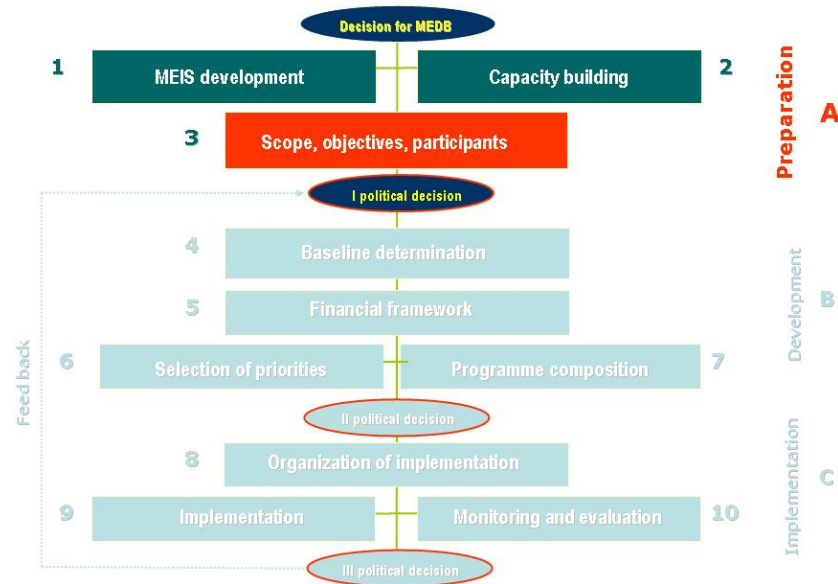 Decision for MEDB
1
MEIS development
Capacity building
2
3
Scope, objectives, participants
I political decision
Preparation
A
4
Baseline determination
5
Financial framework
6
Selection of priorities
Programme composition
7
II political decision
Development
B
8
Organization of implementation
9
Implementation
Monitoring and evaluation
10
III political decision
Implementation
C
Feed back